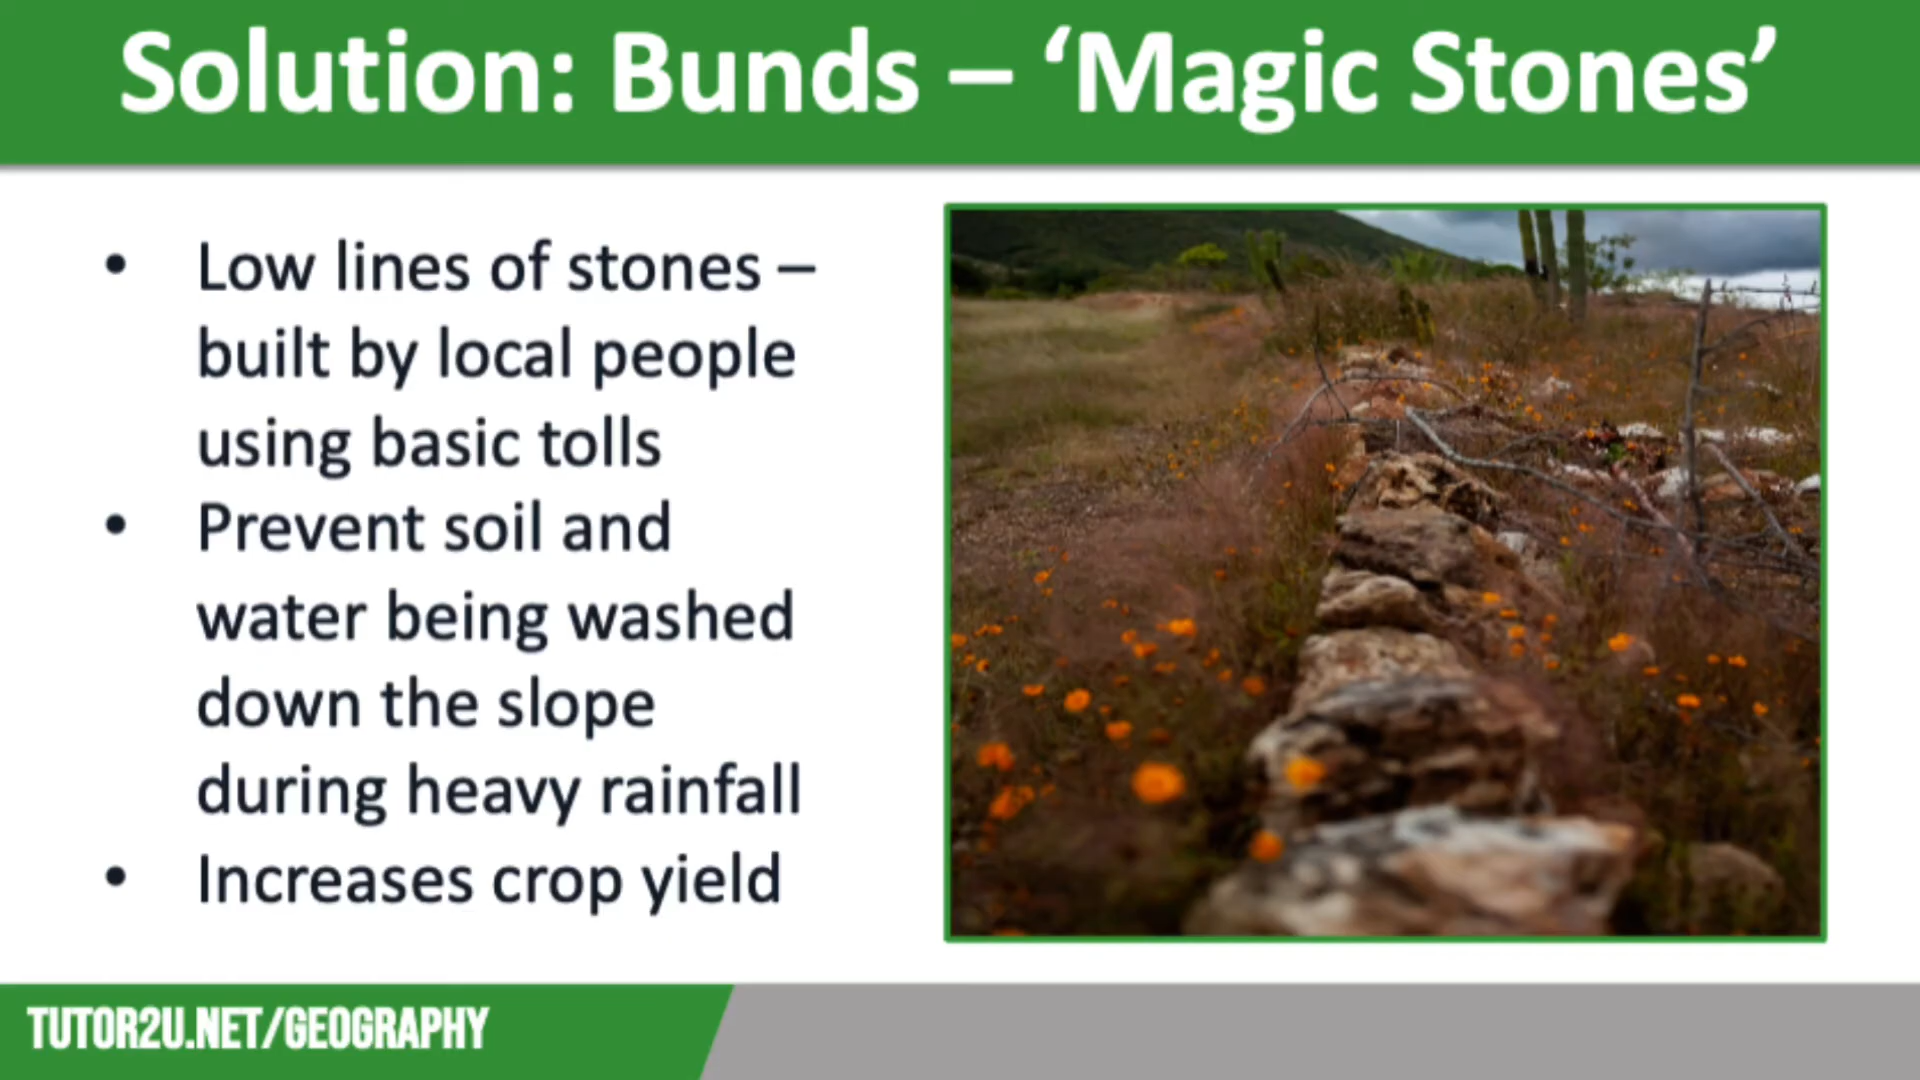 Solution: Bunds – ‘Magic Stones’
• Low lines of stones –
built by local people
using basic tolls
• Prevent soil and
water being washed
down the slope
during heavy rainfall
• Increases crop yield
TUTOR2U.NET/GEOGRAPHY